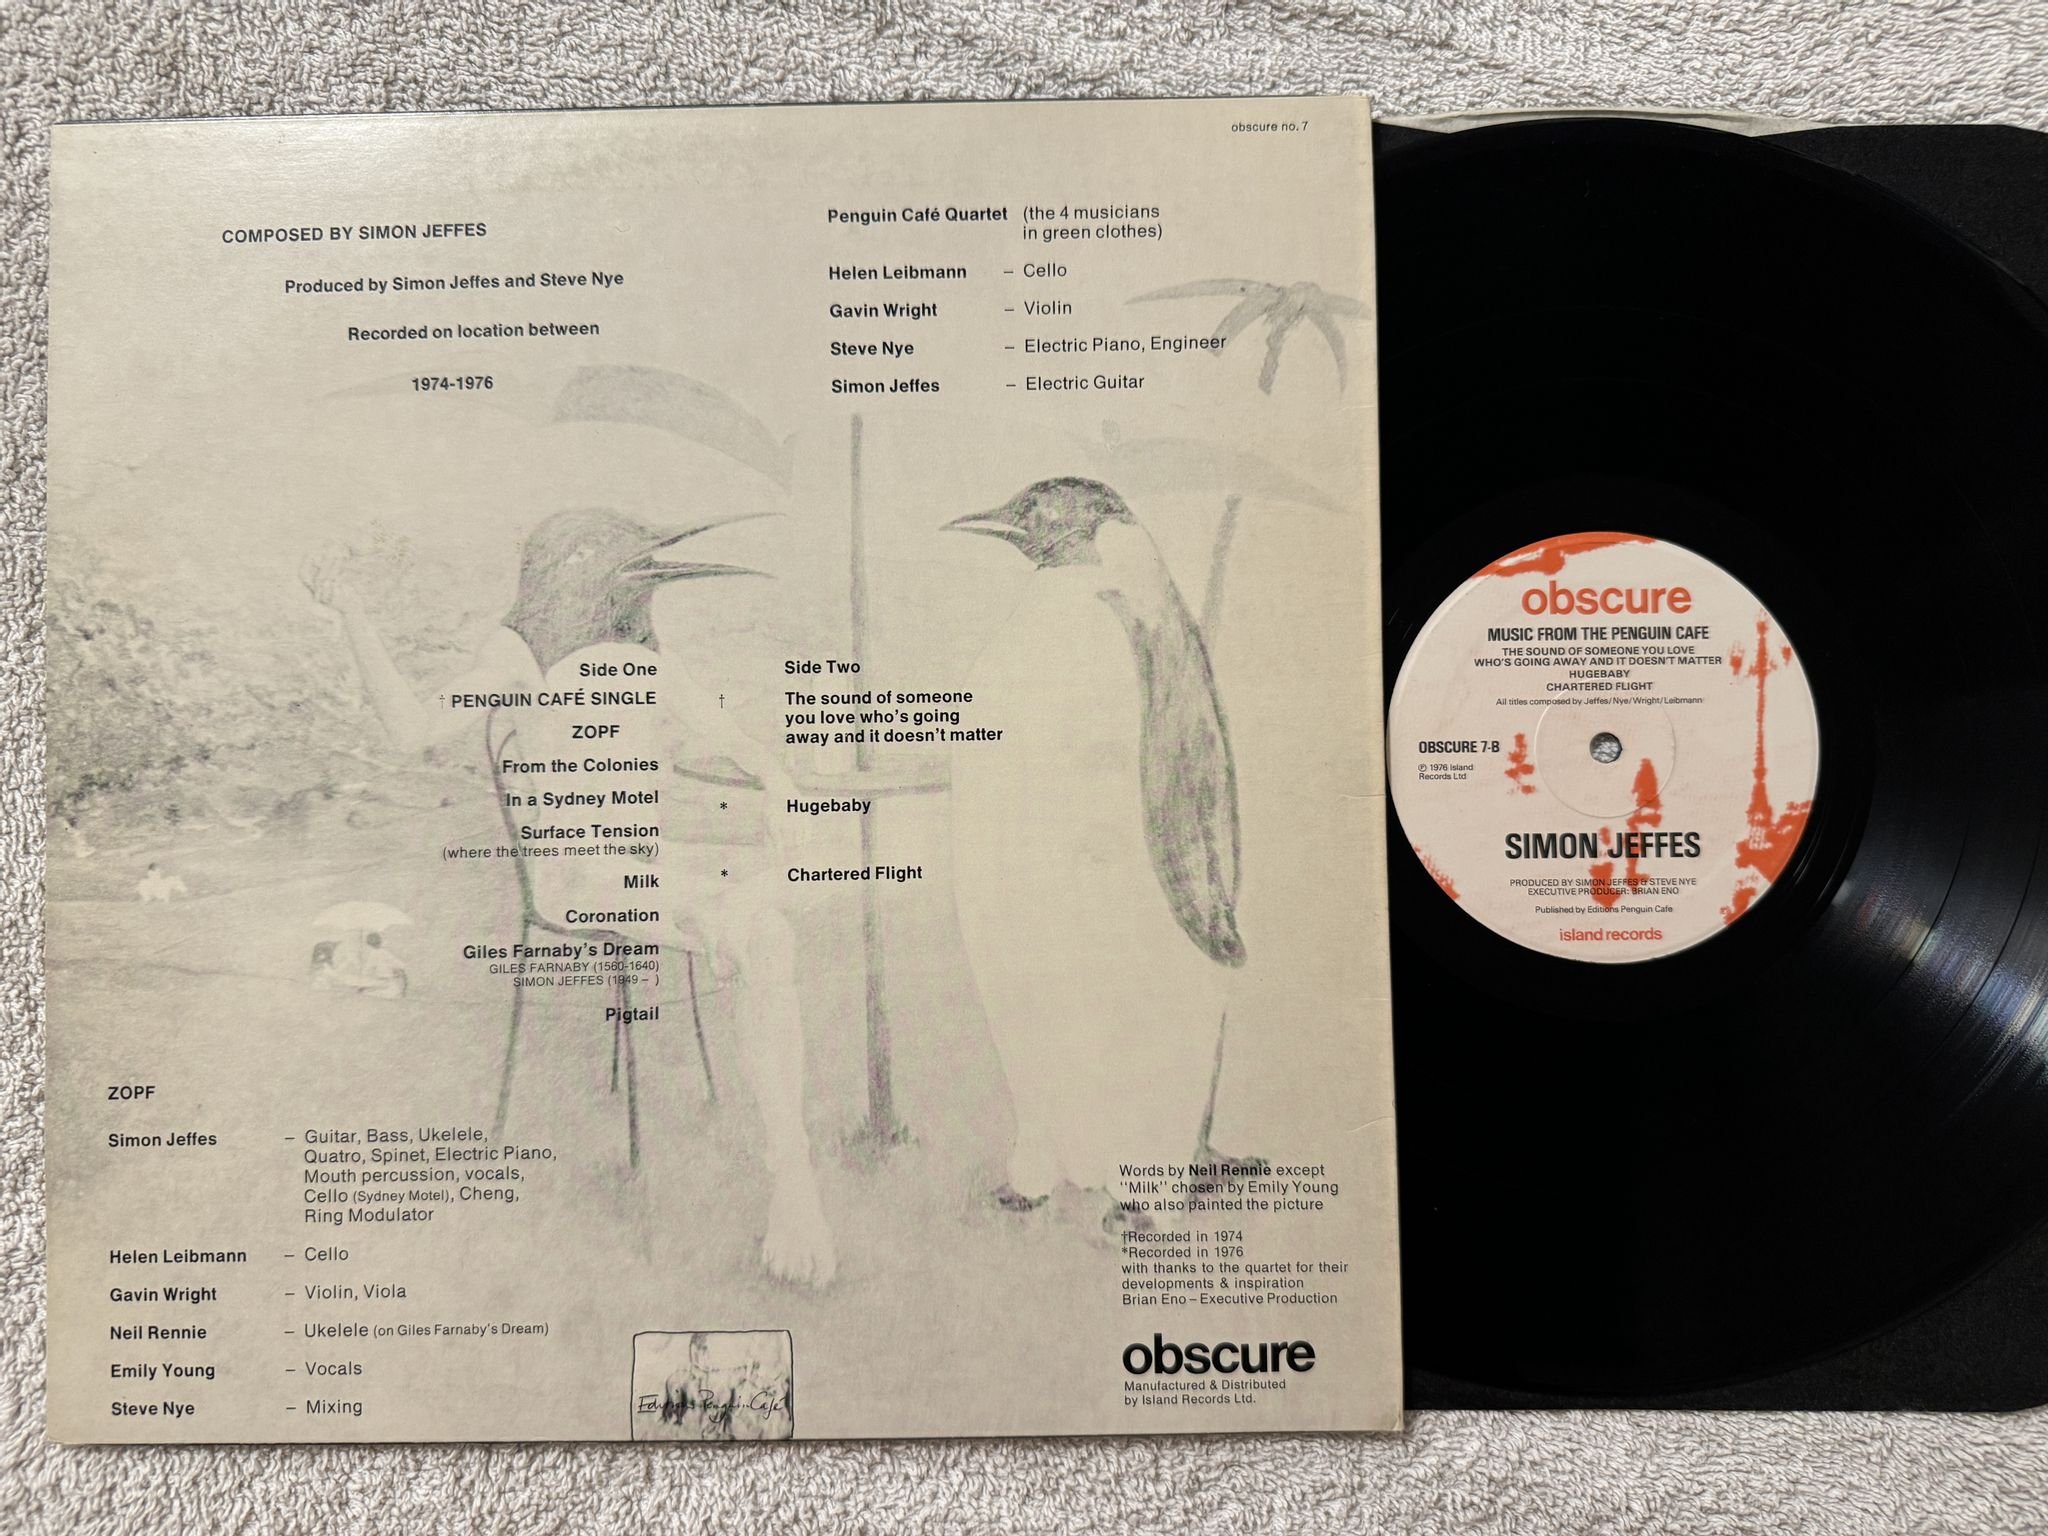 obscure no. 7
COMPOSED BY SIMON JEFFES
Produced by Simon Jeffes and Steve Nye
Recorded on location between
1974-1976
Penguin Café Quartet (the 4 musicians
in green clothes)
Helen Leibmann – Cello
Gavin Wright – Violin
Steve Nye – Electric Piano, Engineer
Simon Jeffes – Electric Guitar
Side One
† PENGUIN CAFÉ SINGLE
ZOPF
From the Colonies
In a Sydney Motel
Surface Tension
(where the trees meet the sky)
Milk
Coronation
Giles Farnaby's Dream
GILES FARNABY (1560-1640)
SIMON JEFFES (1949 – )
Pigtail
Side Two
† The sound of someone
you love who's going
away and it doesn't matter
* Hugebaby
* Chartered Flight
ZOPF
Simon Jeffes – Guitar, Bass, Ukelele,
Quatro, Spinet, Electric Piano,
Mouth percussion, vocals,
Cello (Sydney Motel), Cheng,
Ring Modulator
Helen Leibmann – Cello
Gavin Wright – Violin, Viola
Neil Rennie – Ukelele (on Giles Farnaby's Dream)
Emily Young – Vocals
Steve Nye – Mixing
Editions Penguin Café
Words by Neil Rennie except
"Milk" chosen by Emily Young
who also painted the picture
†Recorded in 1974
*Recorded in 1976
with thanks to the quartet for their
developments & inspiration
Brian Eno – Executive Production
obscure
Manufactured & Distributed
by Island Records Ltd.
obscure
MUSIC FROM THE PENGUIN CAFE
THE SOUND OF SOMEONE YOU LOVE
WHO'S GOING AWAY AND IT DOESN'T MATTER
HUGEBABY
CHARTERED FLIGHT
All titles composed by Jeffes/Nye/Wright/Leibmann
OBSCURE 7-B
℗ 1976 Island
Records Ltd
SIMON JEFFES
PRODUCED BY SIMON JEFFES & STEVE NYE
EXECUTIVE PRODUCER: BRIAN ENO
Published by Editions Penguin Cafe
island records